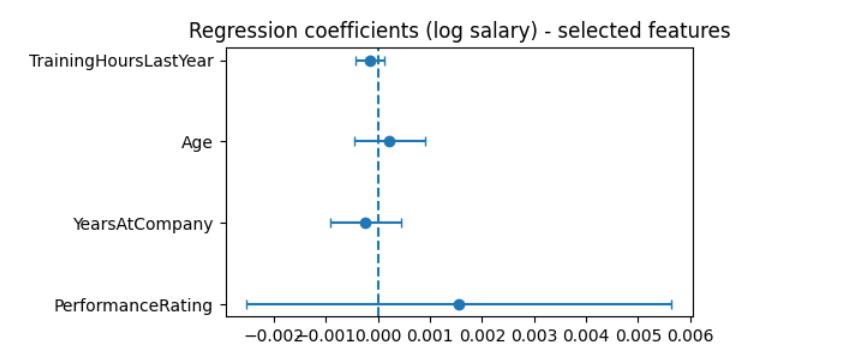 Regression coefficients (log salary) - selected features
TrainingHoursLastYear
Age
YearsAtCompany
PerformanceRating
−0.002 −0.001 0.000 0.001 0.002 0.003 0.004 0.005 0.006